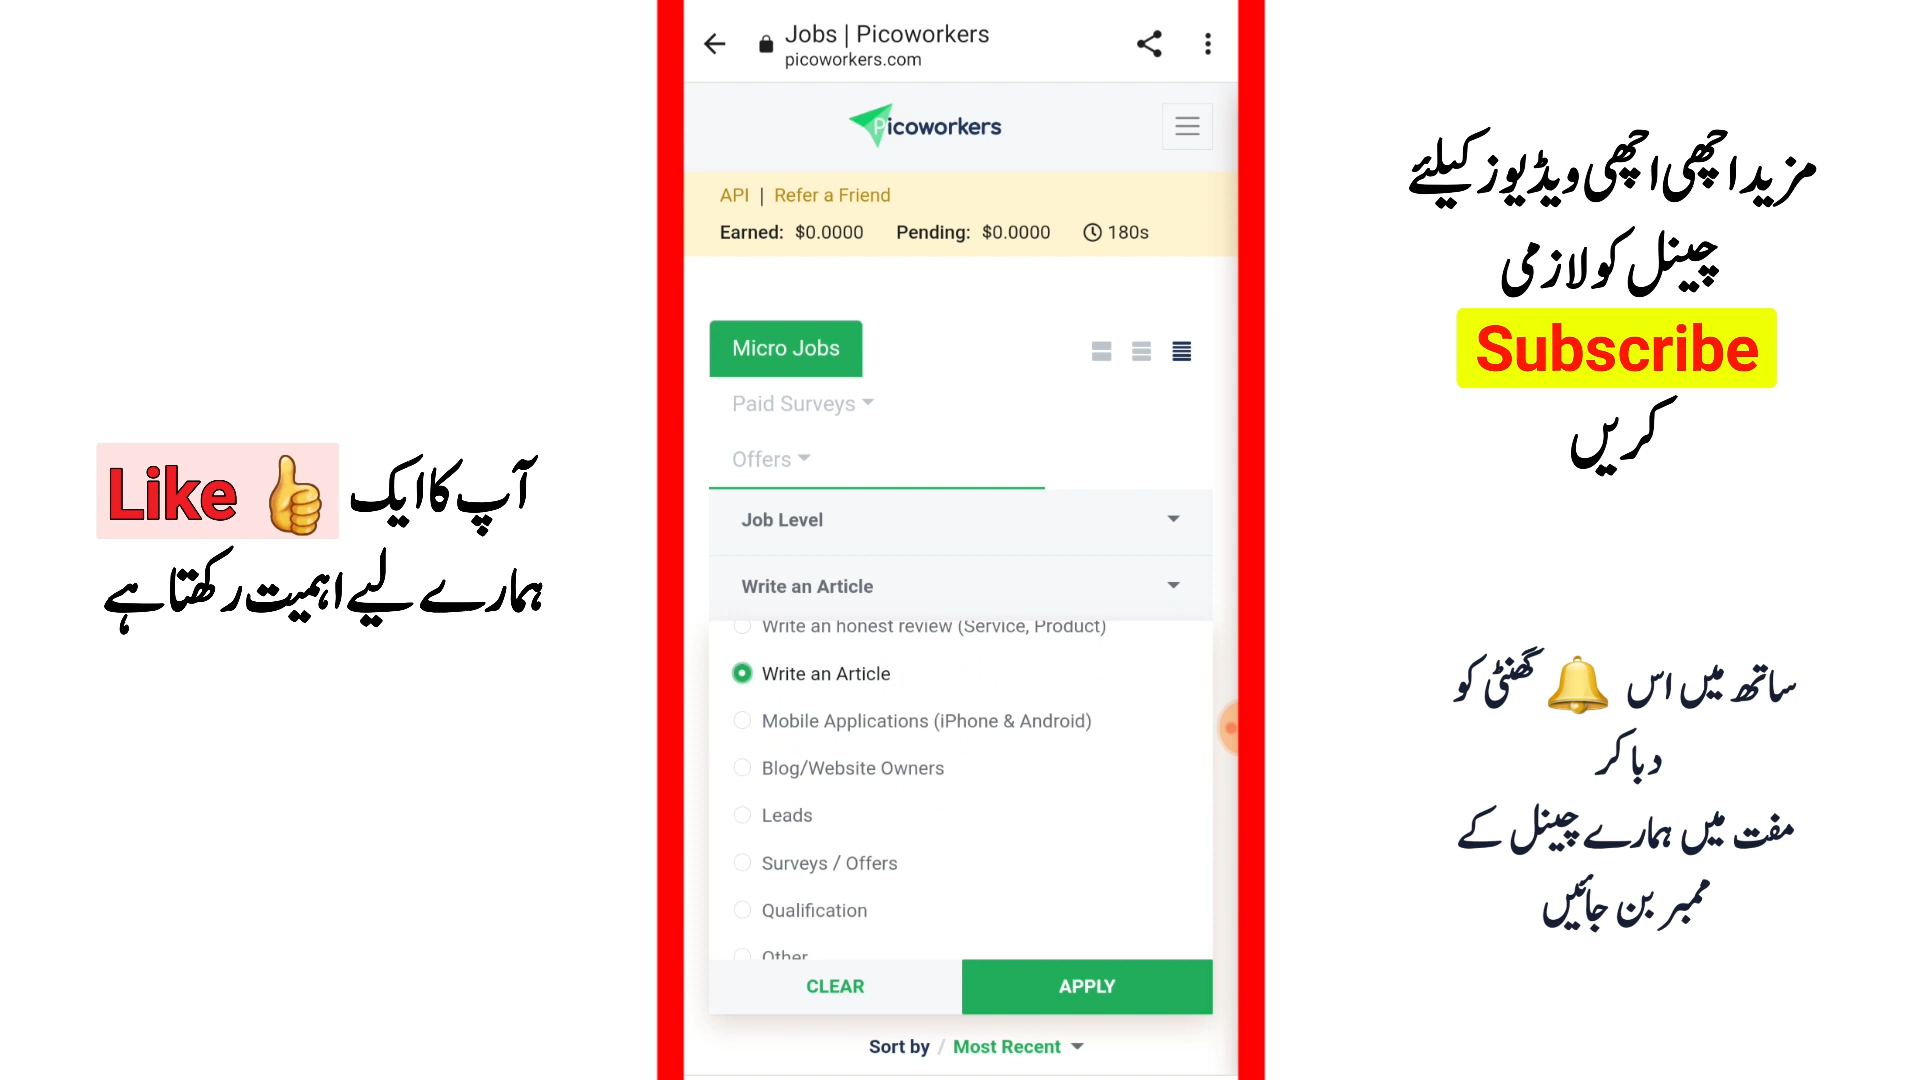 آپ کا ایک Like
ہمارے لیے اہمیت رکھتا ہے
Jobs | Picoworkers
picoworkers.com
Picoworkers
API | Refer a Friend
Earned: $0.0000 Pending: $0.0000 180s
Micro Jobs
Paid Surveys
Offers
Job Level
Write an Article
Write an honest review (Service, Product)
Write an Article
Mobile Applications (iPhone & Android)
Blog/Website Owners
Leads
Surveys / Offers
Qualification
Other
CLEAR APPLY
Sort by / Most Recent
مزید اچھی اچھی ویڈیوز کیلئے
چینل کو لازمی
Subscribe
کریں
ساتھ میں اس گھنٹی کو
دبا کر
مفت میں ہمارے چینل کے
ممبر بن جائیں